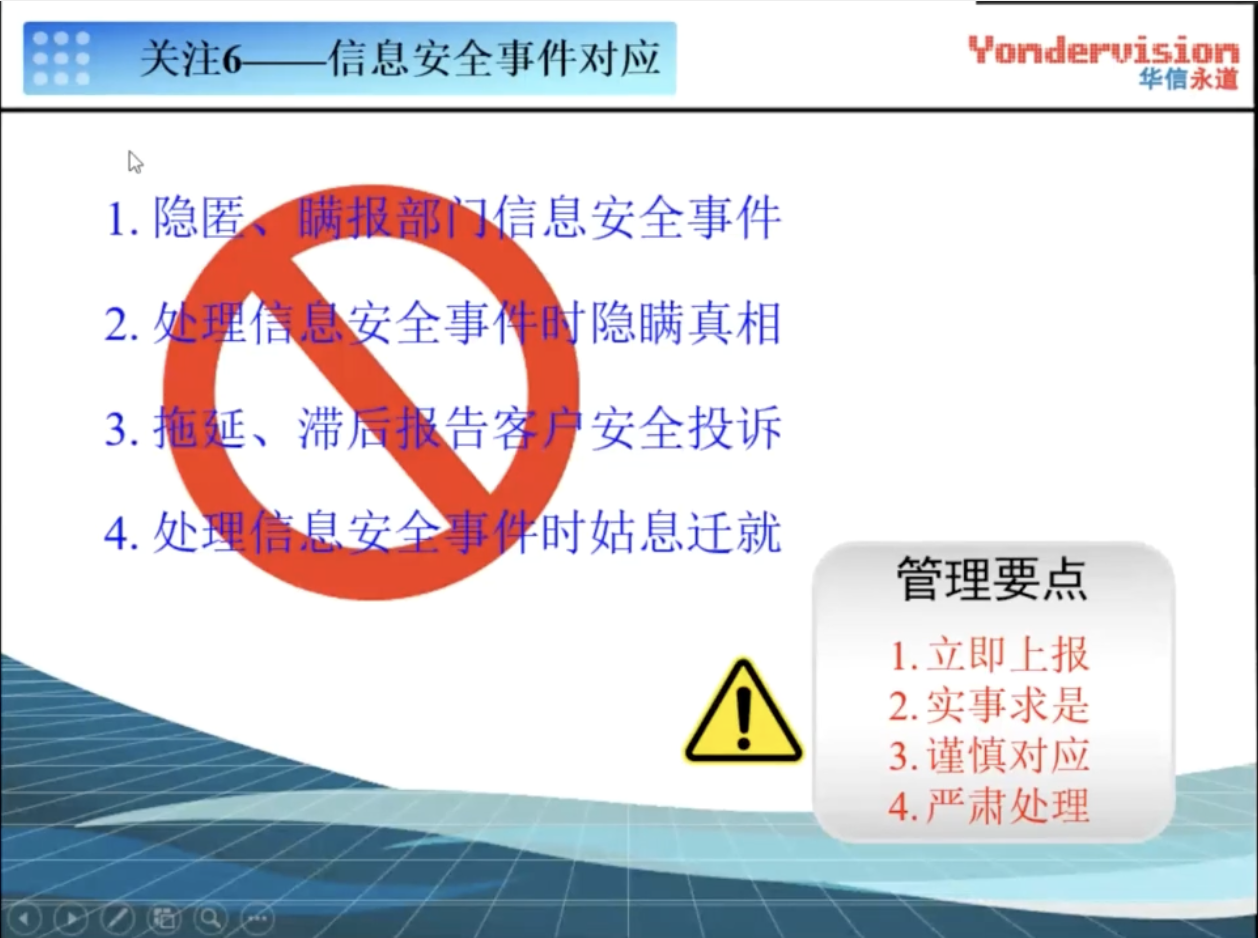 关注6——信息安全事件对应
Yondervision
华信永道
1. 隐匿、瞒报部门信息安全事件
2. 处理信息安全事件时隐瞒真相
3. 拖延、滞后报告客户安全投诉
4. 处理信息安全事件时姑息迁就
管理要点
1. 立即上报
2. 实事求是
3. 谨慎对应
4. 严肃处理